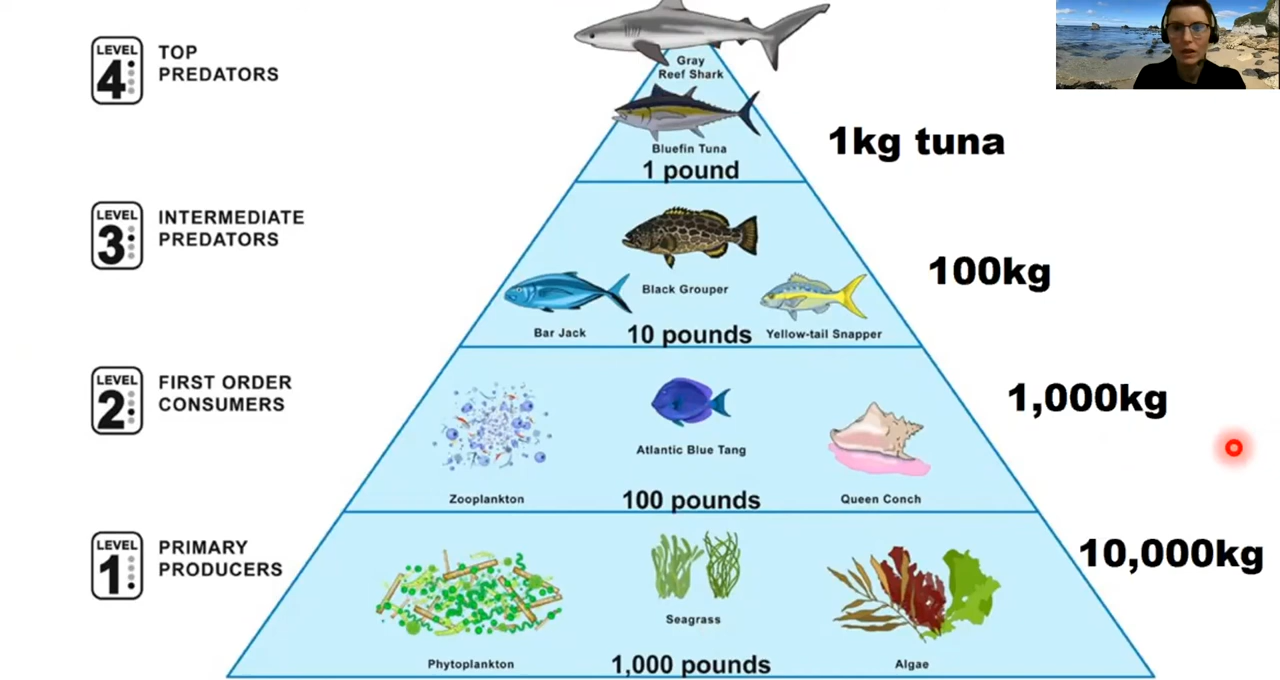 LEVEL
4
TOP
PREDATORS
Gray
Reef Shark
Bluefin Tuna
1 pound
1kg tuna
LEVEL
3
INTERMEDIATE
PREDATORS
Black Grouper
Bar Jack
10 pounds
Yellow-tail Snapper
100kg
LEVEL
2
FIRST ORDER
CONSUMERS
Atlantic Blue Tang
Zooplankton
100 pounds
Queen Conch
1,000kg
LEVEL
1
PRIMARY
PRODUCERS
Seagrass
Phytoplankton
1,000 pounds
Algae
10,000kg